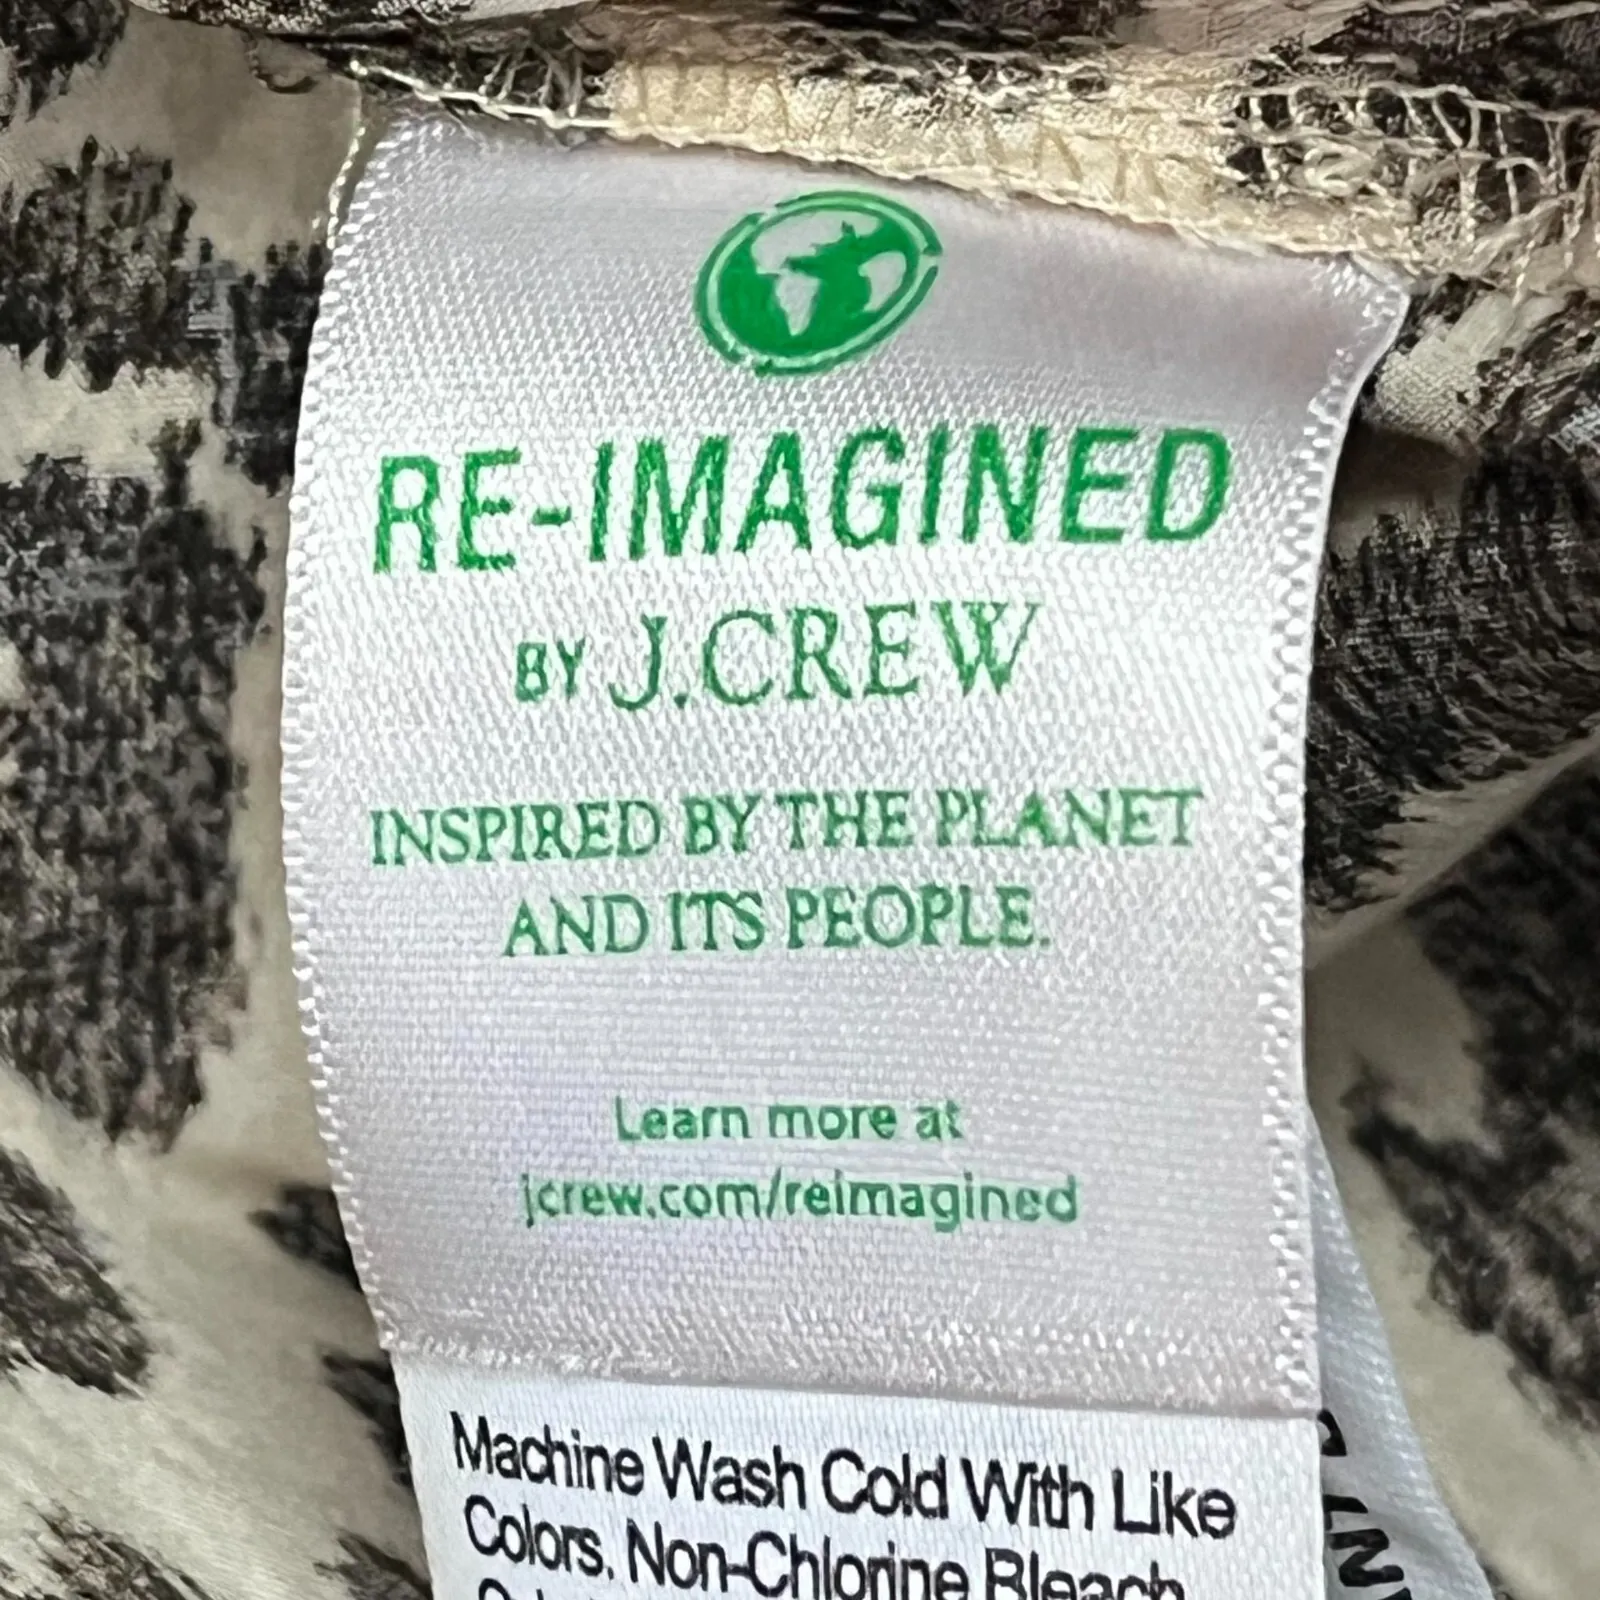 RE-IMAGINED
BY J.CREW
INSPIRED BY THE PLANET
AND ITS PEOPLE.
Learn more at
jcrew.com/reimagined
Machine Wash Cold With Like
Colors. Non-Chlorine Bleach